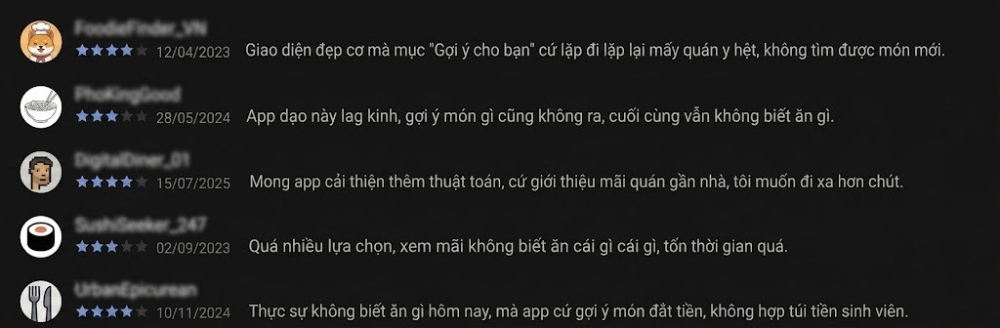 FoodieFinder_VN
12/04/2023 Giao diện đẹp cơ mà mục "Gợi ý cho bạn" cứ lặp đi lặp lại mấy quán y hệt, không tìm được món mới.
PhoKingGood
28/05/2024 App dạo này lag kinh, gợi ý món gì cũng không ra, cuối cùng vẫn không biết ăn gì.
DigitalDiner_01
15/07/2025 Mong app cải thiện thêm thuật toán, cứ giới thiệu mãi quán gần nhà, tôi muốn đi xa hơn chút.
SushiSeeker_247
02/09/2023 Quá nhiều lựa chọn, xem mãi không biết ăn cái gì cái gì, tốn thời gian quá.
UrbanEpicurean
10/11/2024 Thực sự không biết ăn gì hôm nay, mà app cứ gợi ý món đắt tiền, không hợp túi tiền sinh viên.